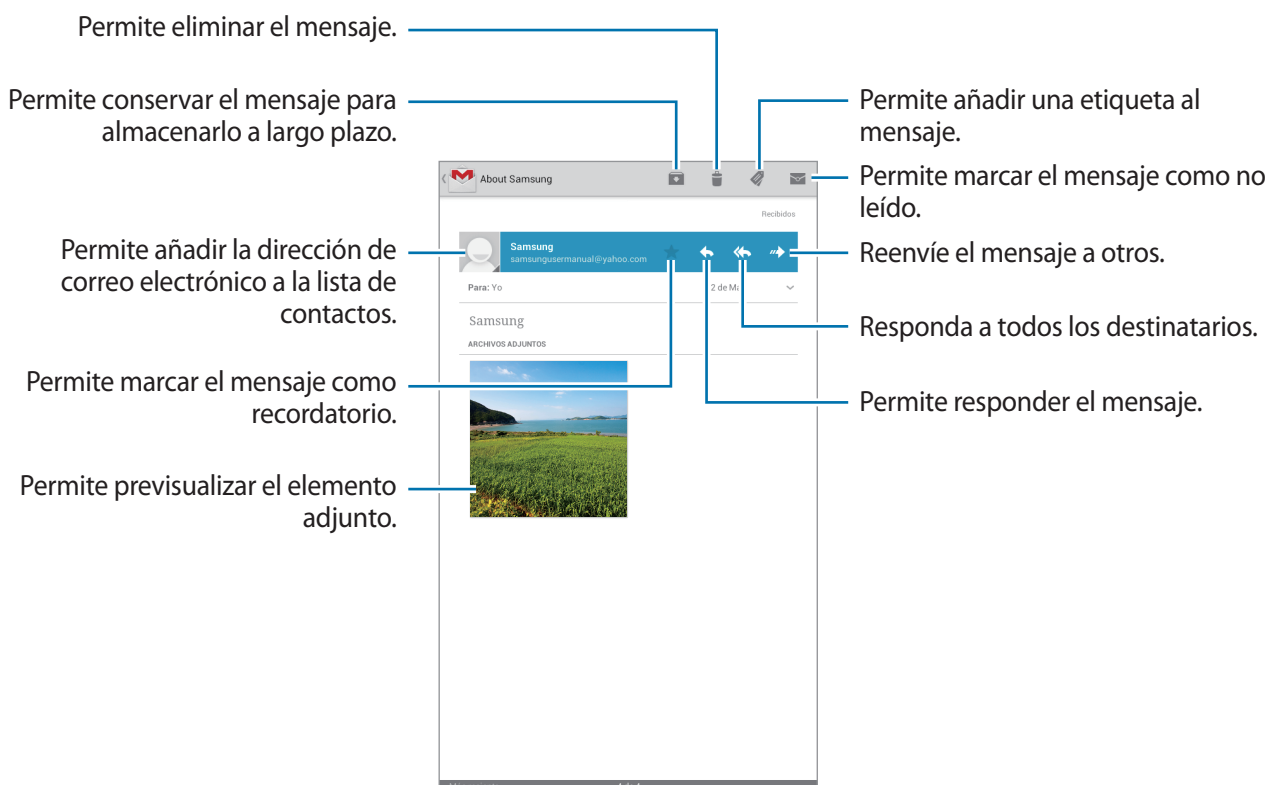 Permite eliminar el mensaje.
Permite conservar el mensaje para
almacenarlo a largo plazo.
Permite añadir una etiqueta al
mensaje.
Permite marcar el mensaje como no
leído.
About Samsung
Recibidos
Permite añadir la dirección de
correo electrónico a la lista de
contactos.
Samsung
samsungusermanual@yahoo.com
Reenvíe el mensaje a otros.
Para: Yo
2 de
Samsung
Responda a todos los destinatarios.
ARCHIVOS ADJUNTOS
Permite marcar el mensaje como
recordatorio.
Permite responder el mensaje.
Permite previsualizar el elemento
adjunto.